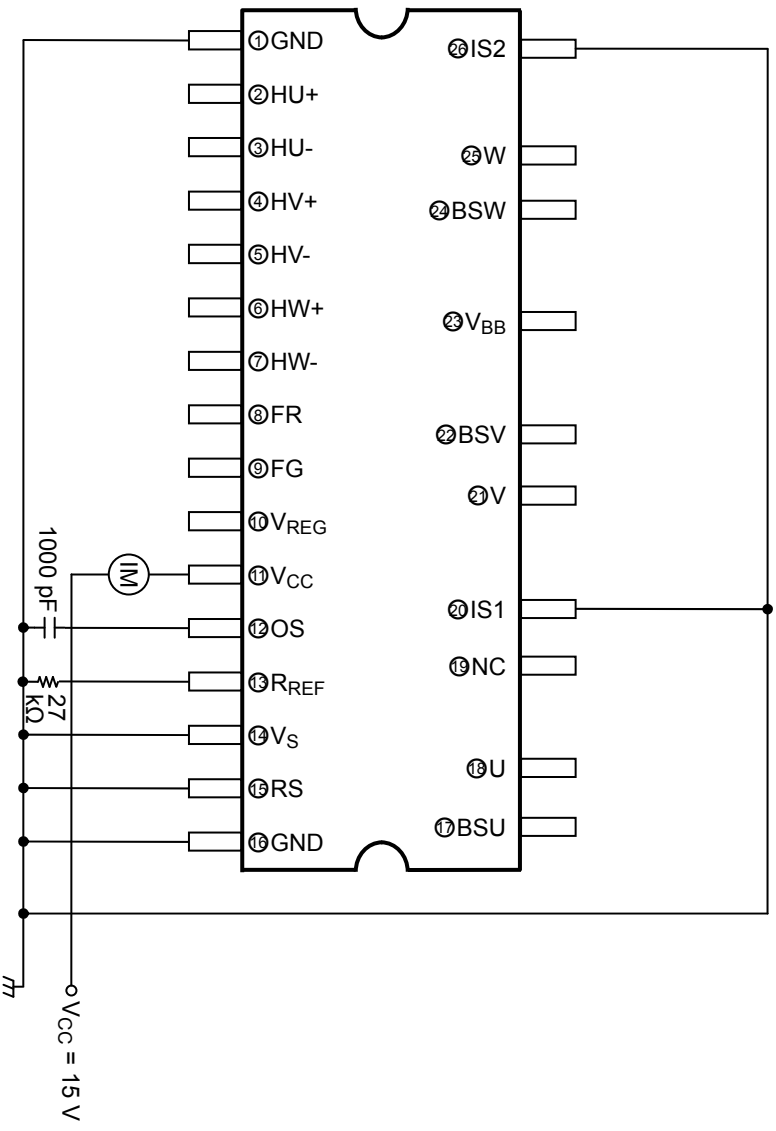 ①GND
②HU+
③HU-
④HV+
⑤HV-
⑥HW+
⑦HW-
⑧FR
⑨FG
⑩VREG
⑪VCC
⑫OS
⑬RREF
⑭VS
⑮RS
⑯GND
㉖IS2
㉕W
㉔BSW
㉓VBB
㉒BSV
㉑V
⑳IS1
⑲NC
⑱U
⑰BSU
IM
1000 pF
27
kΩ
VCC = 15 V